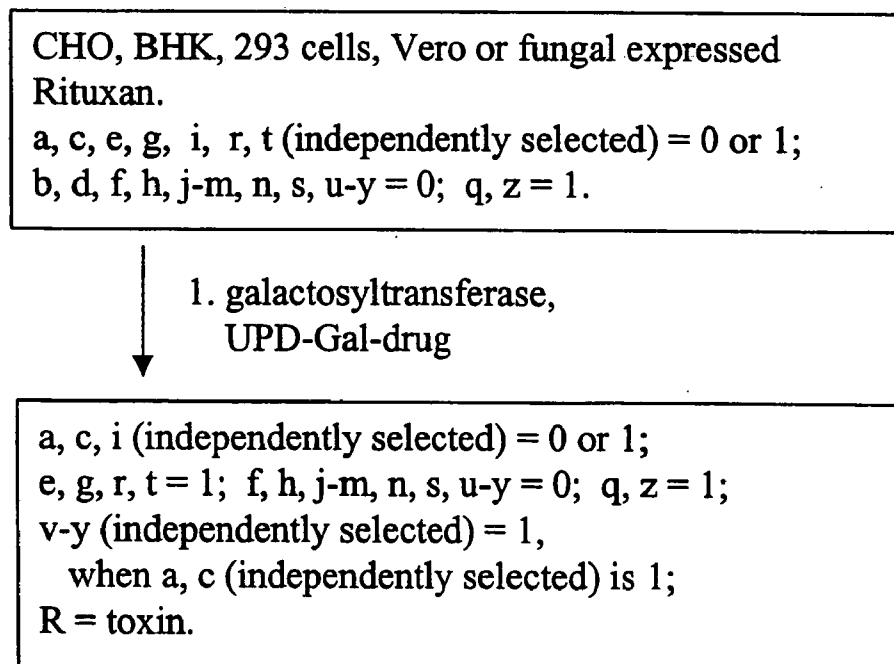 CHO, BHK, 293 cells, Vero or fungal expressed
Rituxan.
a, c, e, g, i, r, t (independently selected) = 0 or 1;
b, d, f, h, j-m, n, s, u-y = 0; q, z = 1.
1. galactosyltransferase,
UPD-Gal-drug
a, c, i (independently selected) = 0 or 1;
e, g, r, t = 1; f, h, j-m, n, s, u-y = 0; q, z = 1;
v-y (independently selected) = 1,
when a, c (independently selected) is 1;
R = toxin.